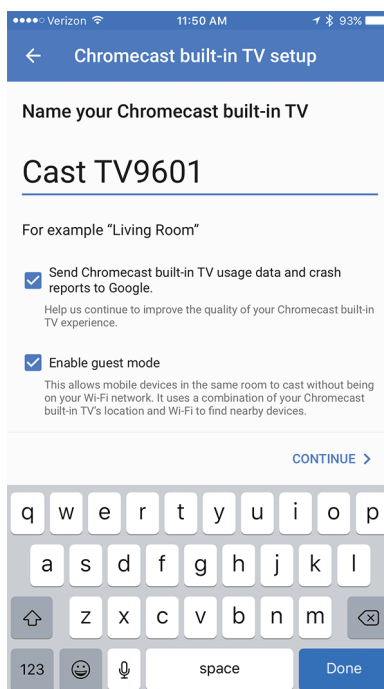 Verizon 11:50 AM 93%
Chromecast built-in TV setup
Name your Chromecast built-in TV
Cast TV9601
For example “Living Room”
Send Chromecast built-in TV usage data and crash
reports to Google.
Help us continue to improve the quality of your Chromecast built-in
TV experience.
Enable guest mode
This allows mobile devices in the same room to cast without being
on your Wi-Fi network. It uses a combination of your Chromecast
built-in TV's location and Wi-Fi to find nearby devices.
CONTINUE
q w e r t y u i o p
a s d f g h j k l
z x c v b n m
123 space Done